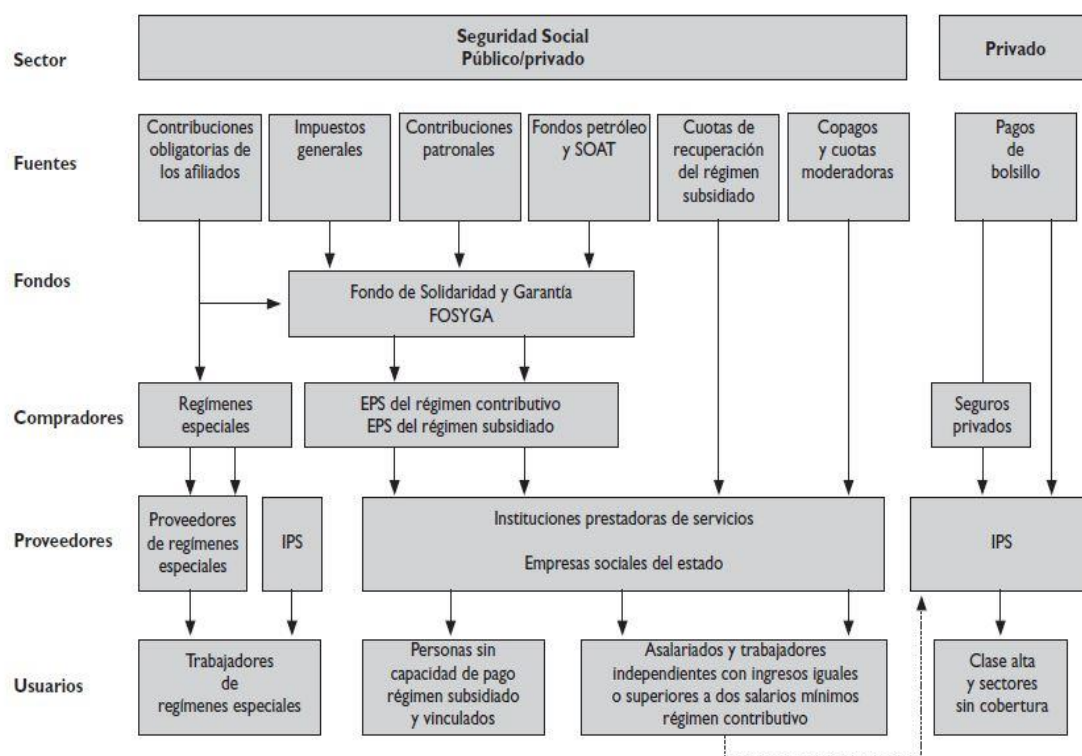 Sector
Seguridad Social
Público/privado
Privado
Fuentes
Contribuciones
obligatorias de
los afiliados
Impuestos
generales
Contribuciones
patronales
Fondos petróleo
y SOAT
Cuotas de
recuperación
del régimen
subsidiado
Copagos
y cuotas
moderadoras
Pagos
de
bolsillo
Fondos
Fondo de Solidaridad y Garantía
FOSYGA
Compradores
Regímenes
especiales
EPS del régimen contributivo
EPS del régimen subsidiado
Seguros
privados
Proveedores
Proveedores
de regímenes
especiales
IPS
Instituciones prestadoras de servicios
Empresas sociales del estado
IPS
Usuarios
Trabajadores
de
regímenes especiales
Personas sin
capacidad de pago
régimen subsidiado
y vinculados
Asalariados y trabajadores
independientes con ingresos iguales
o superiores a dos salarios mínimos
régimen contributivo
Clase alta
y sectores
sin cobertura